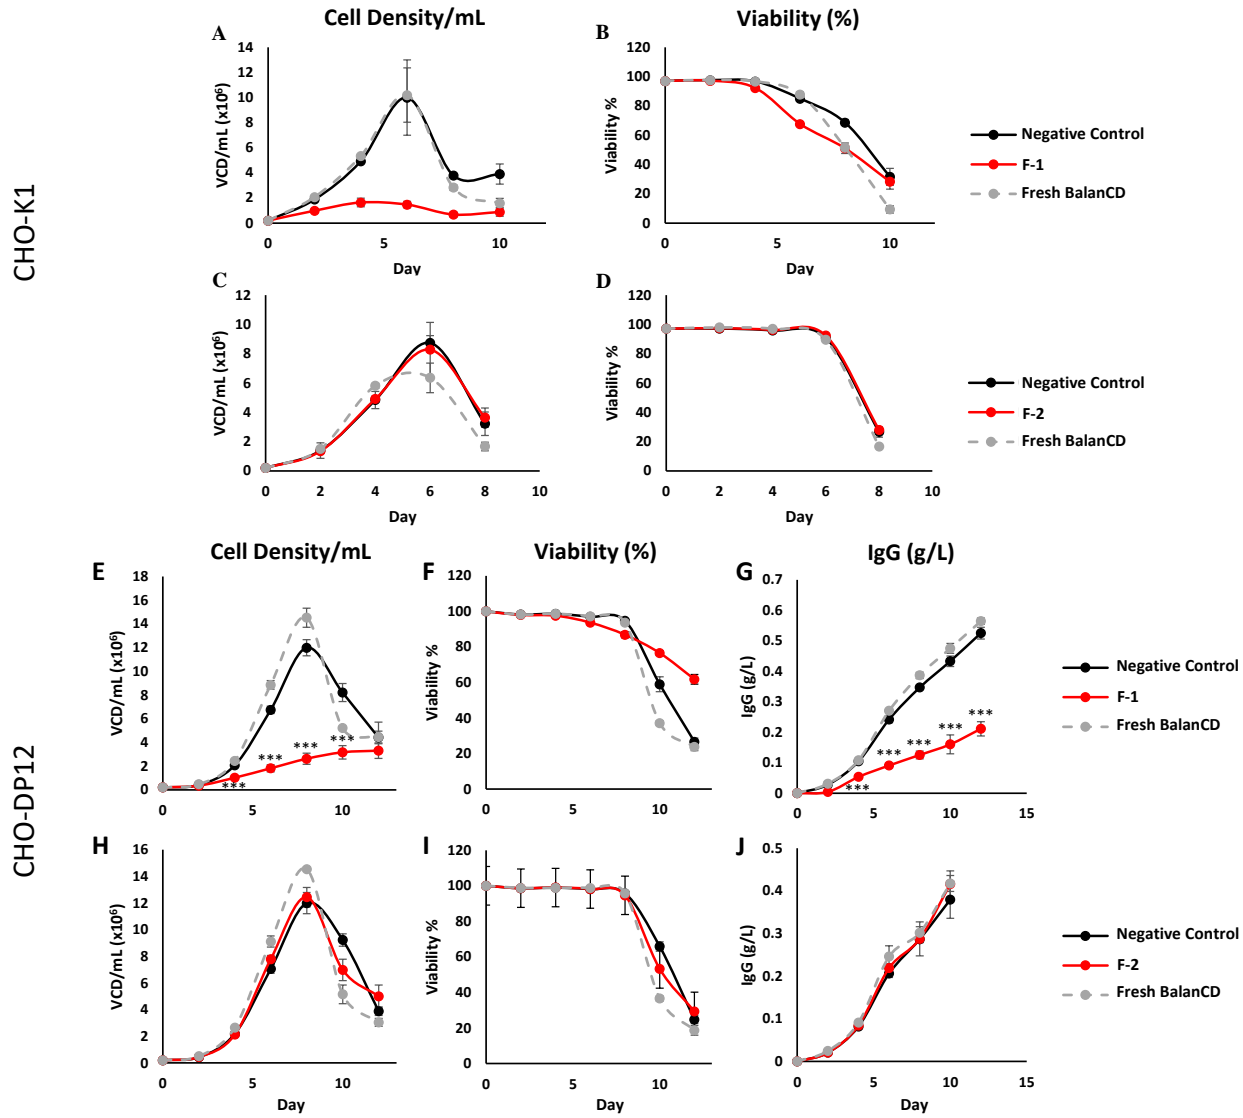 Cell Density/mL
Viability (%)
CHO-K1
A
VCD/mL (x10⁶)
14
12
10
8
6
4
2
0
0
5
10
Day
B
Viability %
120
100
80
60
40
20
0
0
5
10
Day
Negative Control
F-1
Fresh BalanCD
C
VCD/mL (x10⁶)
12
10
8
6
4
2
0
0
2
4
6
8
10
Day
D
Viability %
120
100
80
60
40
20
0
0
2
4
6
8
10
Day
Negative Control
F-2
Fresh BalanCD
Cell Density/mL
Viability (%)
IgG (g/L)
CHO-DP12
E
VCD/mL (x10⁶)
18
16
14
12
10
8
6
4
2
0
***
***
***
***
0
5
10
F
Viability %
120
100
80
60
40
20
0
0
5
10
G
IgG (g/L)
0.7
0.6
0.5
0.4
0.3
0.2
0.1
0
***
***
***
***
***
0
5
10
15
Negative Control
F-1
Fresh BalanCD
H
VCD/mL (x10⁶)
16
14
12
10
8
6
4
2
0
0
5
10
Day
I
Viability %
120
100
80
60
40
20
0
0
5
10
Day
J
IgG (g/L)
0.5
0.4
0.3
0.2
0.1
0
0
5
10
15
Day
Negative Control
F-2
Fresh BalanCD